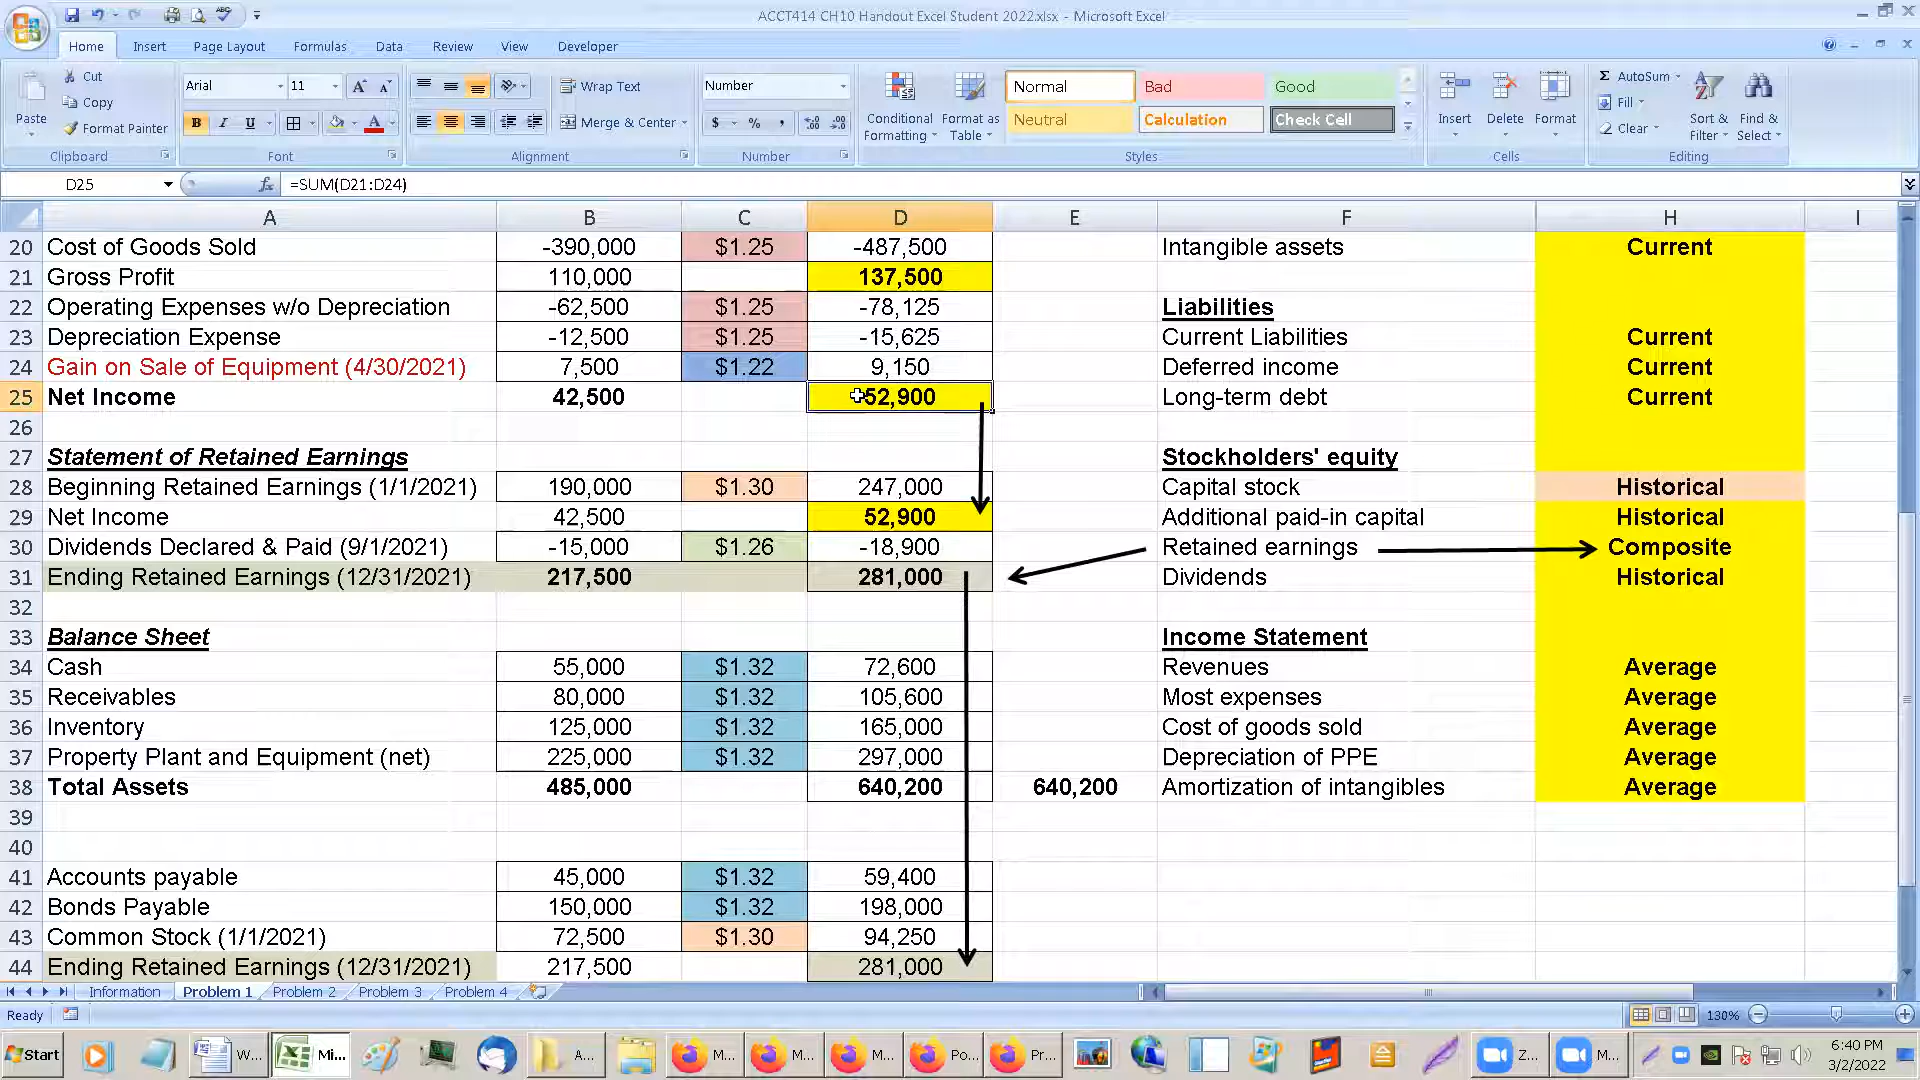 ACCT414 CH10 Handout Excel Student 2022.xlsx - Microsoft Excel
Home Insert Page Layout Formulas Data Review View Developer
Paste Cut Copy Format Painter Clipboard
Arial 11 B I U Font
Wrap Text Merge & Center Alignment
Number $ % , Number
Conditional Formatting Format as Table Normal Bad Good Neutral Calculation Check Cell Styles
Insert Delete Format Cells
Σ AutoSum Fill Clear Sort & Filter Find & Select Editing
D25 fx =SUM(D21:D24)
A B C D E F H I
20 Cost of Goods Sold -390,000 $1.25 -487,500 Intangible assets Current
21 Gross Profit 110,000 137,500
22 Operating Expenses w/o Depreciation -62,500 $1.25 -78,125 Liabilities
23 Depreciation Expense -12,500 $1.25 -15,625 Current Liabilities Current
24 Gain on Sale of Equipment (4/30/2021) 7,500 $1.22 9,150 Deferred income Current
25 Net Income 42,500 52,900 Long-term debt Current
26
27 Statement of Retained Earnings Stockholders' equity
28 Beginning Retained Earnings (1/1/2021) 190,000 $1.30 247,000 Capital stock Historical
29 Net Income 42,500 52,900 Additional paid-in capital Historical
30 Dividends Declared & Paid (9/1/2021) -15,000 $1.26 -18,900 Retained earnings Composite
31 Ending Retained Earnings (12/31/2021) 217,500 281,000 Dividends Historical
32
33 Balance Sheet Income Statement
34 Cash 55,000 $1.32 72,600 Revenues Average
35 Receivables 80,000 $1.32 105,600 Most expenses Average
36 Inventory 125,000 $1.32 165,000 Cost of goods sold Average
37 Property Plant and Equipment (net) 225,000 $1.32 297,000 Depreciation of PPE Average
38 Total Assets 485,000 640,200 640,200 Amortization of intangibles Average
39
40
41 Accounts payable 45,000 $1.32 59,400
42 Bonds Payable 150,000 $1.32 198,000
43 Common Stock (1/1/2021) 72,500 $1.30 94,250
44 Ending Retained Earnings (12/31/2021) 217,500 281,000
Information Problem 1 Problem 2 Problem 3 Problem 4
Ready 130%
Start W... Mi... A... M... M... M... Po... Pr... Z... M... 6:40 PM
3/2/2022